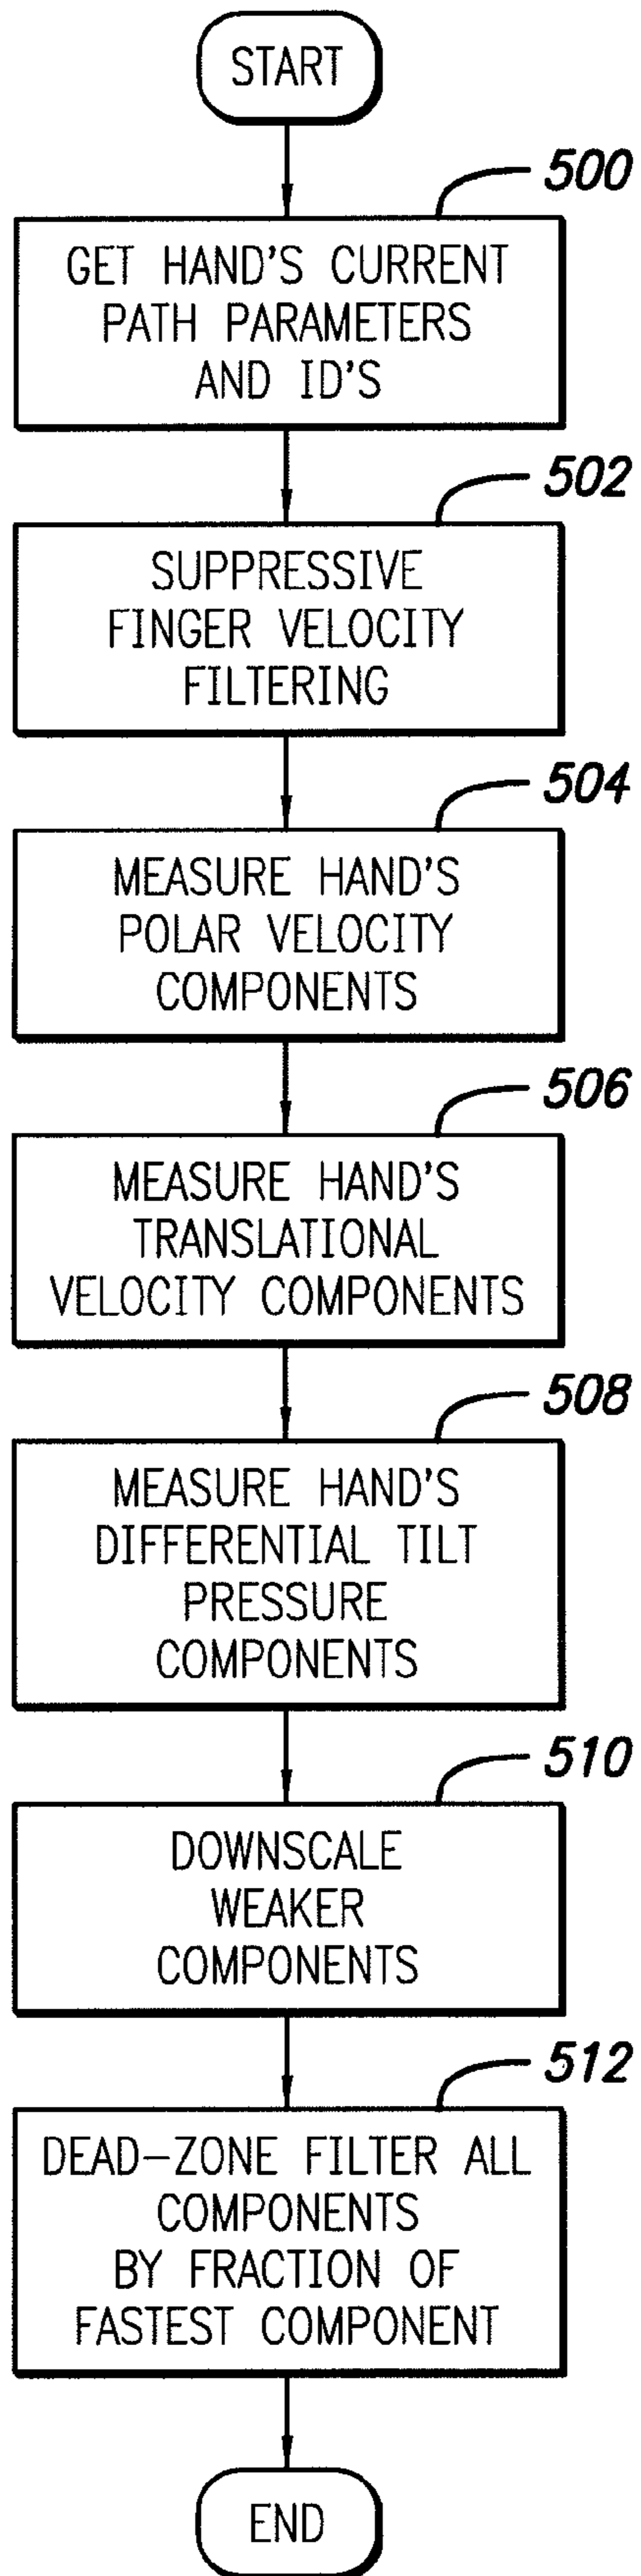 START
500
GET HAND'S CURRENT
PATH PARAMETERS
AND ID'S
502
SUPPRESSIVE
FINGER VELOCITY
FILTERING
504
MEASURE HAND'S
POLAR VELOCITY
COMPONENTS
506
MEASURE HAND'S
TRANSLATIONAL
VELOCITY COMPONENTS
508
MEASURE HAND'S
DIFFERENTIAL TILT
PRESSURE
COMPONENTS
510
DOWNSCALE
WEAKER
COMPONENTS
512
DEAD-ZONE FILTER ALL
COMPONENTS
BY FRACTION OF
FASTEST COMPONENT
END